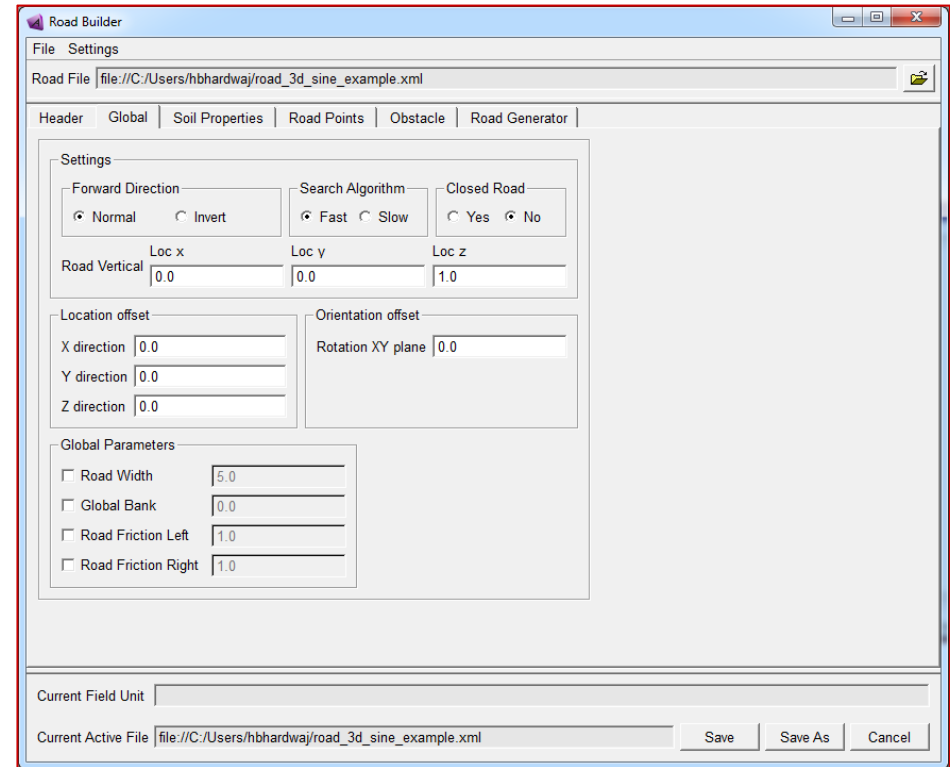 Road Builder
File Settings
Road File file://C:/Users/hbhardwaj/road_3d_sine_example.xml
Header Global Soil Properties Road Points Obstacle Road Generator
Settings
Forward Direction Search Algorithm Closed Road
Normal Invert Fast Slow Yes No
Loc x Loc y Loc z
Road Vertical 0.0 0.0 1.0
Location offset Orientation offset
X direction 0.0 Rotation XY plane 0.0
Y direction 0.0
Z direction 0.0
Global Parameters
Road Width 5.0
Global Bank 0.0
Road Friction Left 1.0
Road Friction Right 1.0
Current Field Unit
Current Active File file://C:/Users/hbhardwaj/road_3d_sine_example.xml Save Save As Cancel